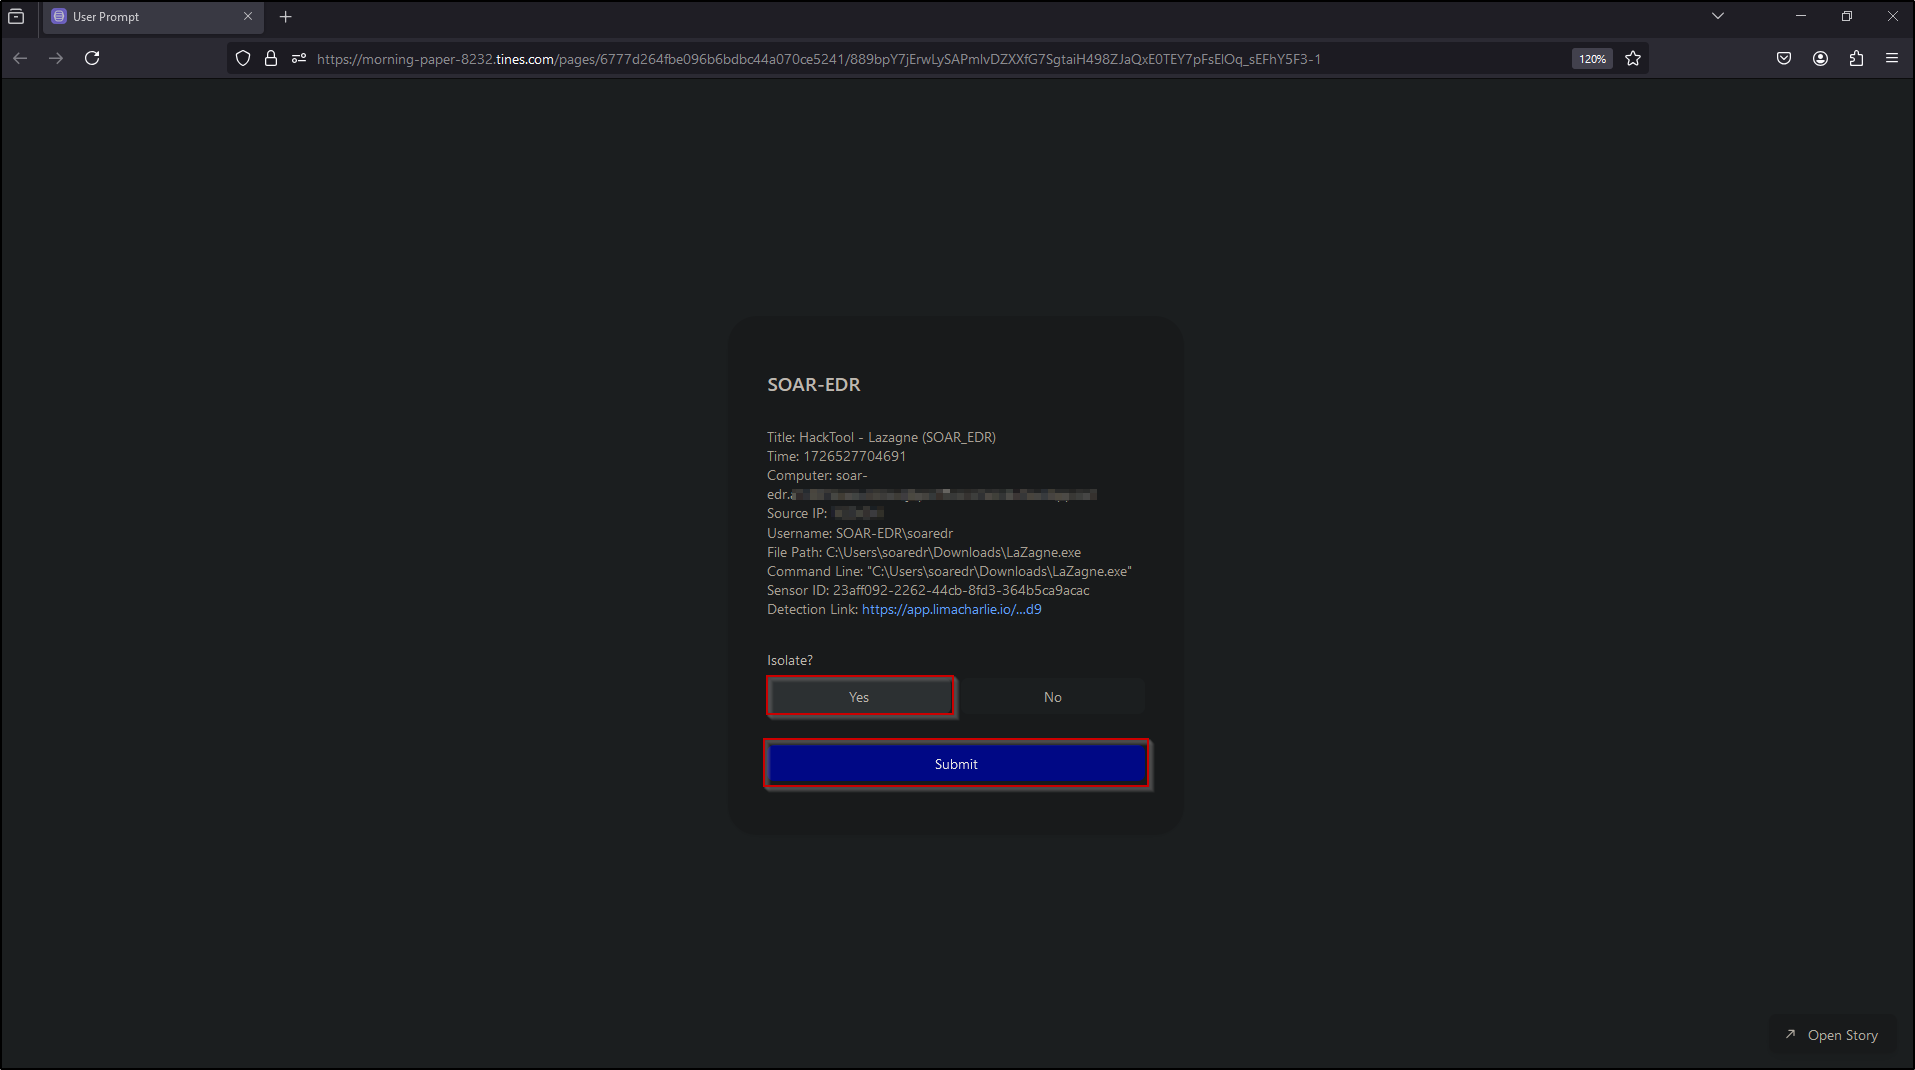 User Prompt
https://morning-paper-8232.tines.com/pages/6777d264fbe096b6bdbc44a070ce5241/889bpY7jErwLySAPmlvDZXXfG7SgtaiH498ZJaQxE0TEY7pFsElOq_sEFhY5F3-1
120%
SOAR-EDR
Title: HackTool - Lazagne (SOAR_EDR)
Time: 1726527704691
Computer: soar-
edr.
Source IP:
Username: SOAR-EDR\soaredr
File Path: C:\Users\soaredr\Downloads\LaZagne.exe
Command Line: "C:\Users\soaredr\Downloads\LaZagne.exe"
Sensor ID: 23aff092-2262-44cb-8fd3-364b5ca9acac
Detection Link: https://app.limacharlie.io/...d9
Isolate?
Yes No
Submit
Open Story